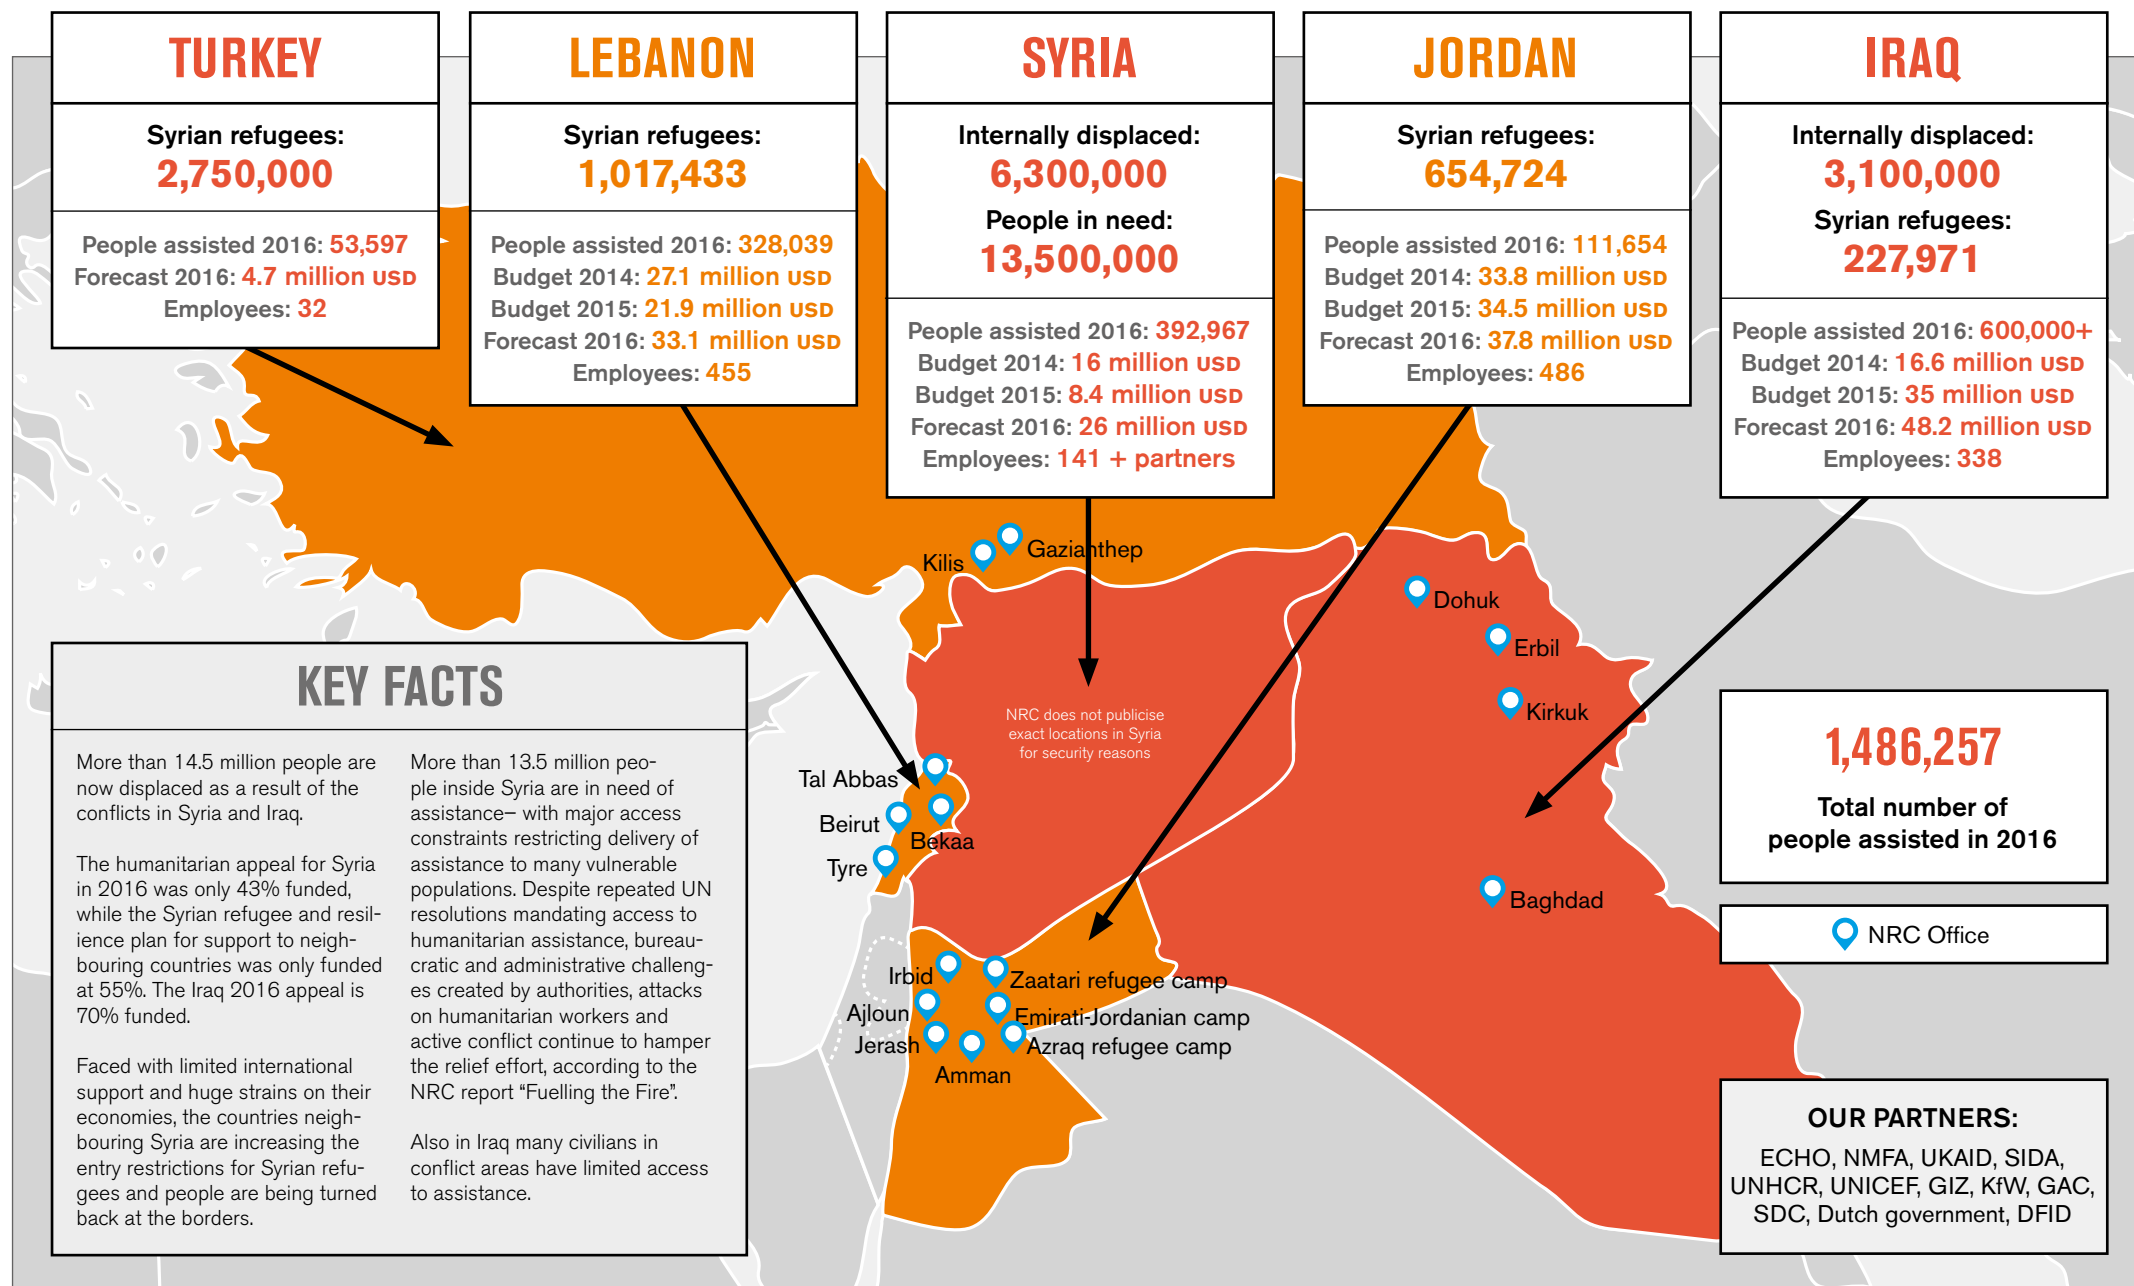 TURKEY
Syrian refugees:
2,750,000
People assisted 2016: 53,597
Forecast 2016: 4.7 million USD
Employees: 32
LEBANON
Syrian refugees:
1,017,433
People assisted 2016: 328,039
Budget 2014: 27.1 million USD
Budget 2015: 21.9 million USD
Forecast 2016: 33.1 million USD
Employees: 455
SYRIA
Internally displaced:
6,300,000
People in need:
13,500,000
People assisted 2016: 392,967
Budget 2014: 16 million USD
Budget 2015: 8.4 million USD
Forecast 2016: 26 million USD
Employees: 141 + partners
JORDAN
Syrian refugees:
654,724
People assisted 2016: 111,654
Budget 2014: 33.8 million USD
Budget 2015: 34.5 million USD
Forecast 2016: 37.8 million USD
Employees: 486
IRAQ
Internally displaced:
3,100,000
Syrian refugees:
227,971
People assisted 2016: 600,000+
Budget 2014: 16.6 million USD
Budget 2015: 35 million USD
Forecast 2016: 48.2 million USD
Employees: 338
Kilis
Gazianthep
Dohuk
Erbil
Kirkuk
Baghdad
NRC does not publicise
exact locations in Syria
for security reasons
Tal Abbas
Beirut
Bekaa
Tyre
Irbid
Zaatari refugee camp
Ajloun
Emirati-Jordanian camp
Jerash
Azraq refugee camp
Amman
KEY FACTS
More than 14.5 million people are
now displaced as a result of the
conflicts in Syria and Iraq.
The humanitarian appeal for Syria
in 2016 was only 43% funded,
while the Syrian refugee and resil-
ience plan for support to neigh-
bouring countries was only funded
at 55%. The Iraq 2016 appeal is
70% funded.
Faced with limited international
support and huge strains on their
economies, the countries neigh-
bouring Syria are increasing the
entry restrictions for Syrian refu-
gees and people are being turned
back at the borders.
More than 13.5 million peo-
ple inside Syria are in need of
assistance– with major access
constraints restricting delivery of
assistance to many vulnerable
populations. Despite repeated UN
resolutions mandating access to
humanitarian assistance, bureau-
cratic and administrative challeng-
es created by authorities, attacks
on humanitarian workers and
active conflict continue to hamper
the relief effort, according to the
NRC report “Fuelling the Fire”.
Also in Iraq many civilians in
conflict areas have limited access
to assistance.
1,486,257
Total number of
people assisted in 2016
NRC Office
OUR PARTNERS:
ECHO, NMFA, UKAID, SIDA,
UNHCR, UNICEF, GIZ, KfW, GAC,
SDC, Dutch government, DFID